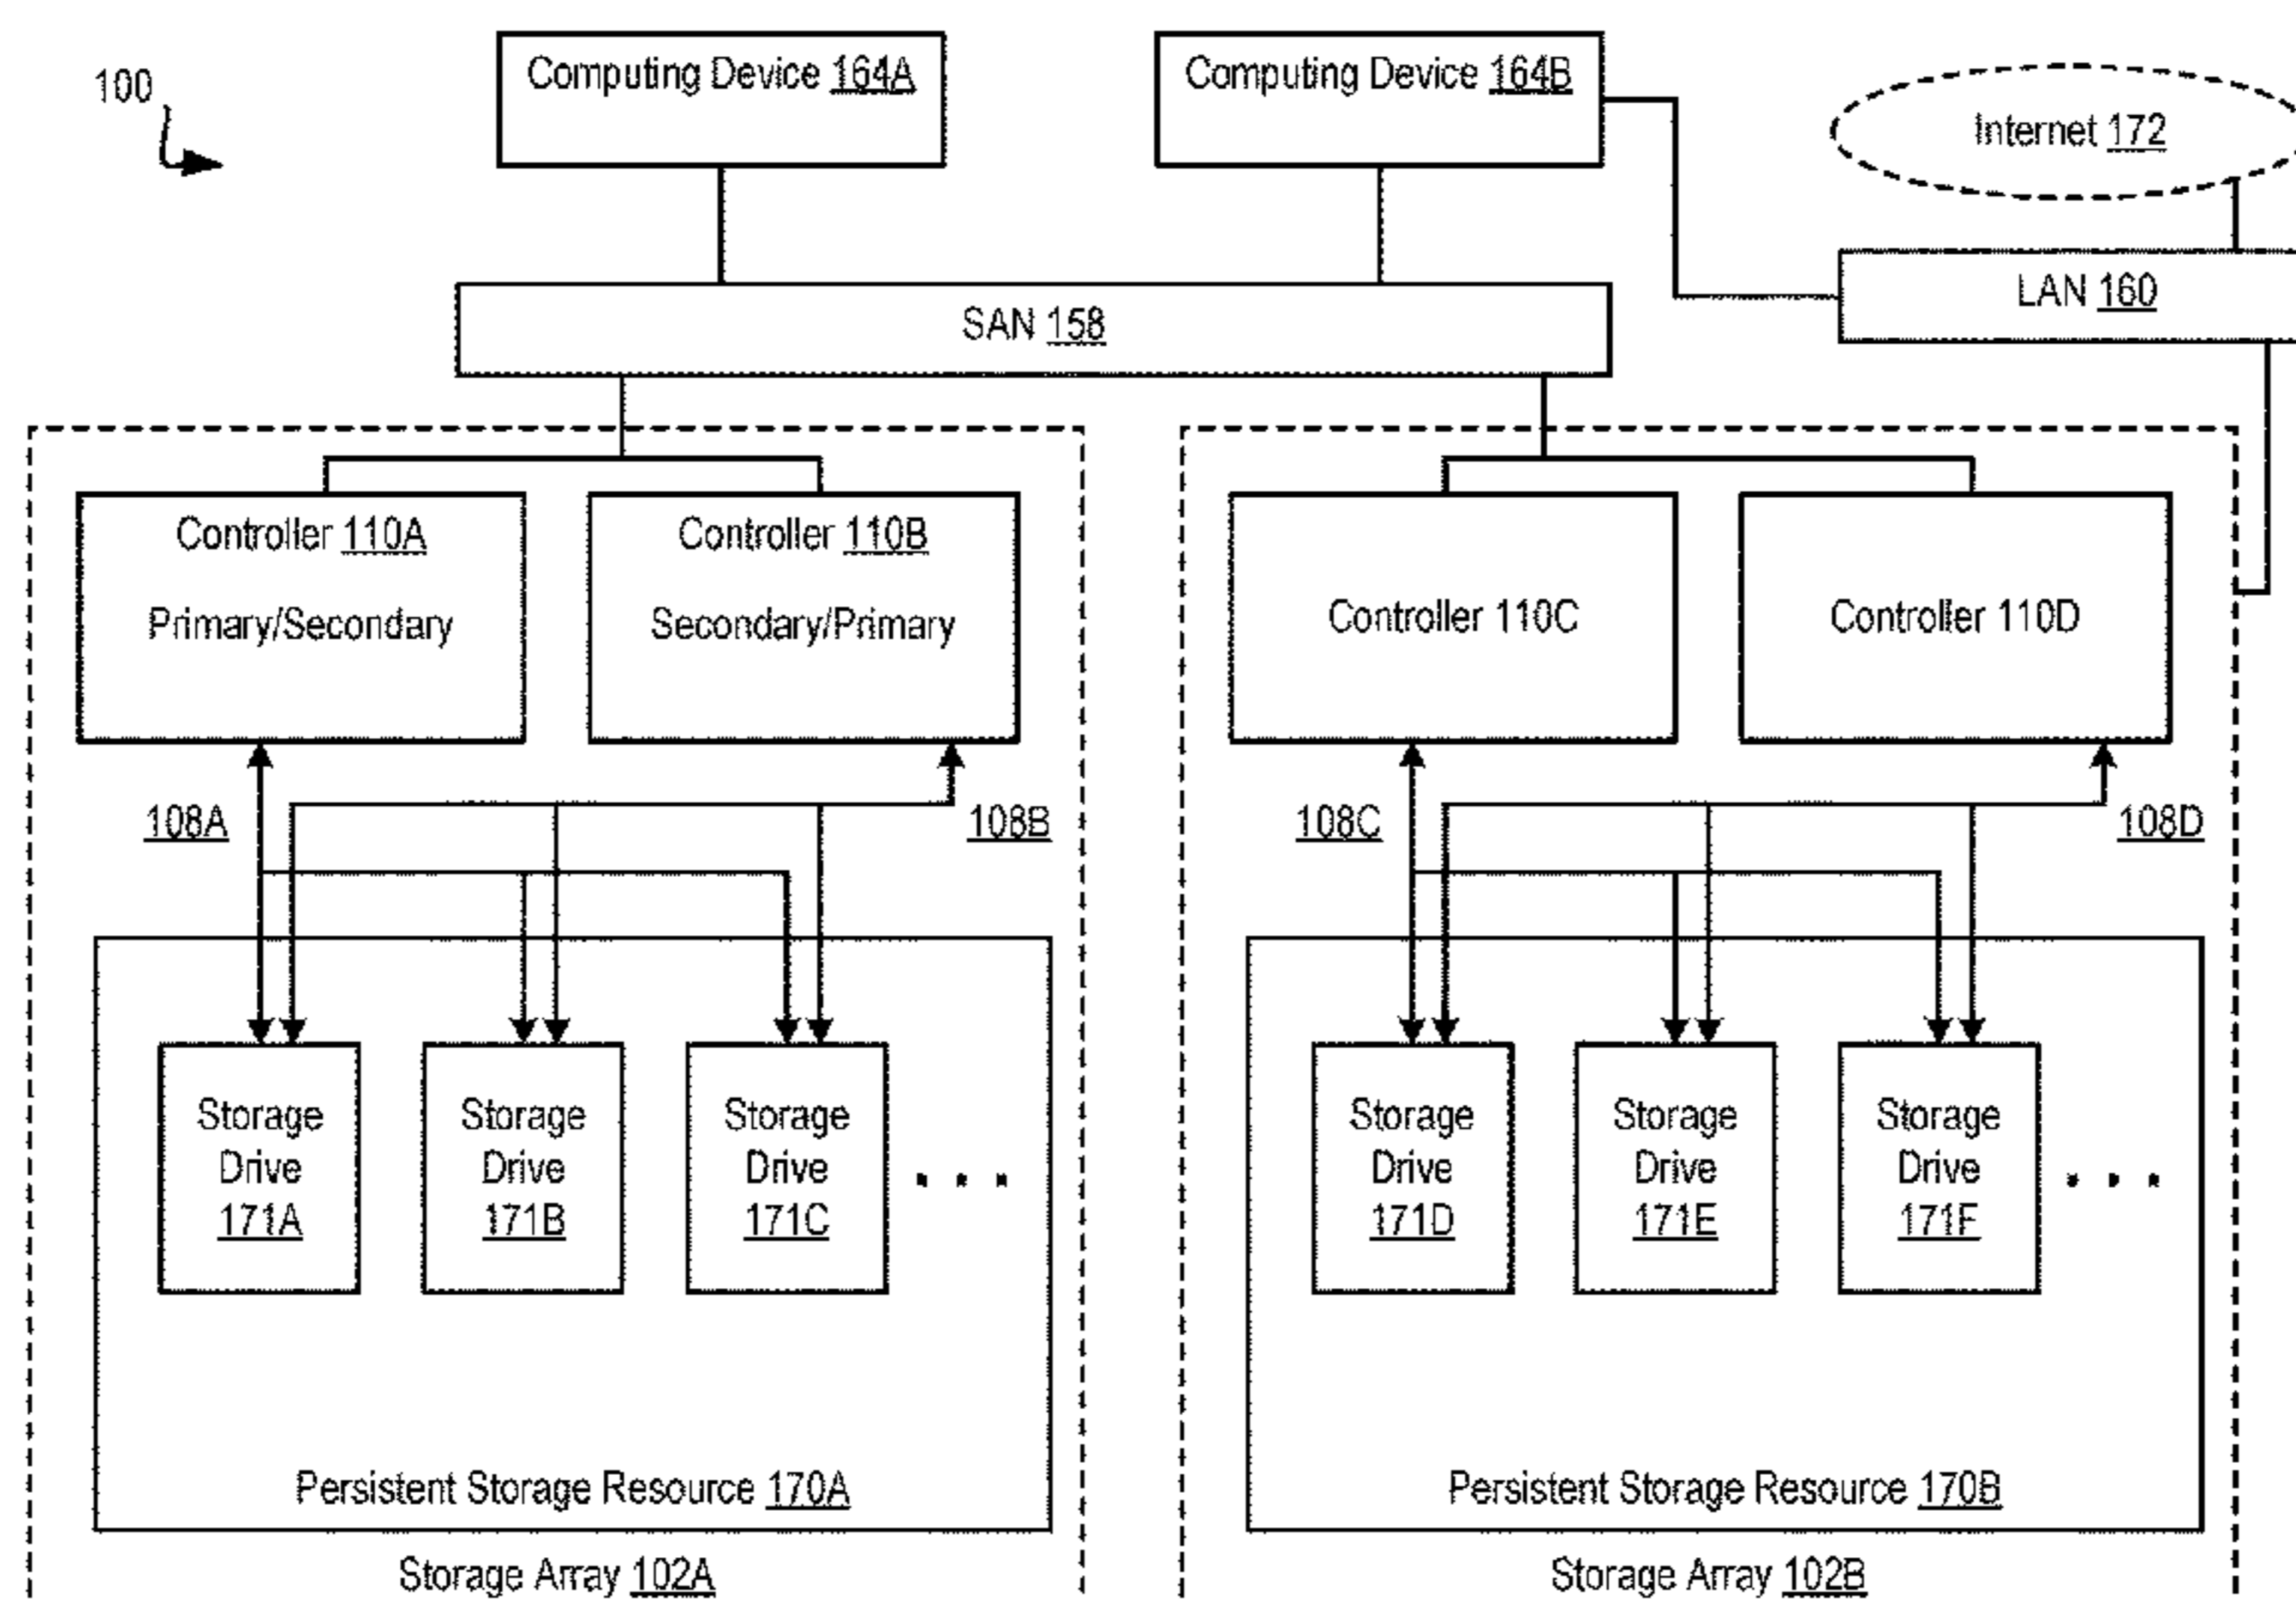 100
Computing Device 164A
Computing Device 164B
Internet 172
LAN 160
SAN 158
Controller 110A
Primary/Secondary
Controller 110B
Secondary/Primary
Controller 110C
Controller 110D
108A
108B
108C
108D
Storage
Drive
171A
Storage
Drive
171B
Storage
Drive
171C
. . .
Storage
Drive
171D
Storage
Drive
171E
Storage
Drive
171F
. . .
Persistent Storage Resource 170A
Persistent Storage Resource 170B
Storage Array 102A
Storage Array 102B